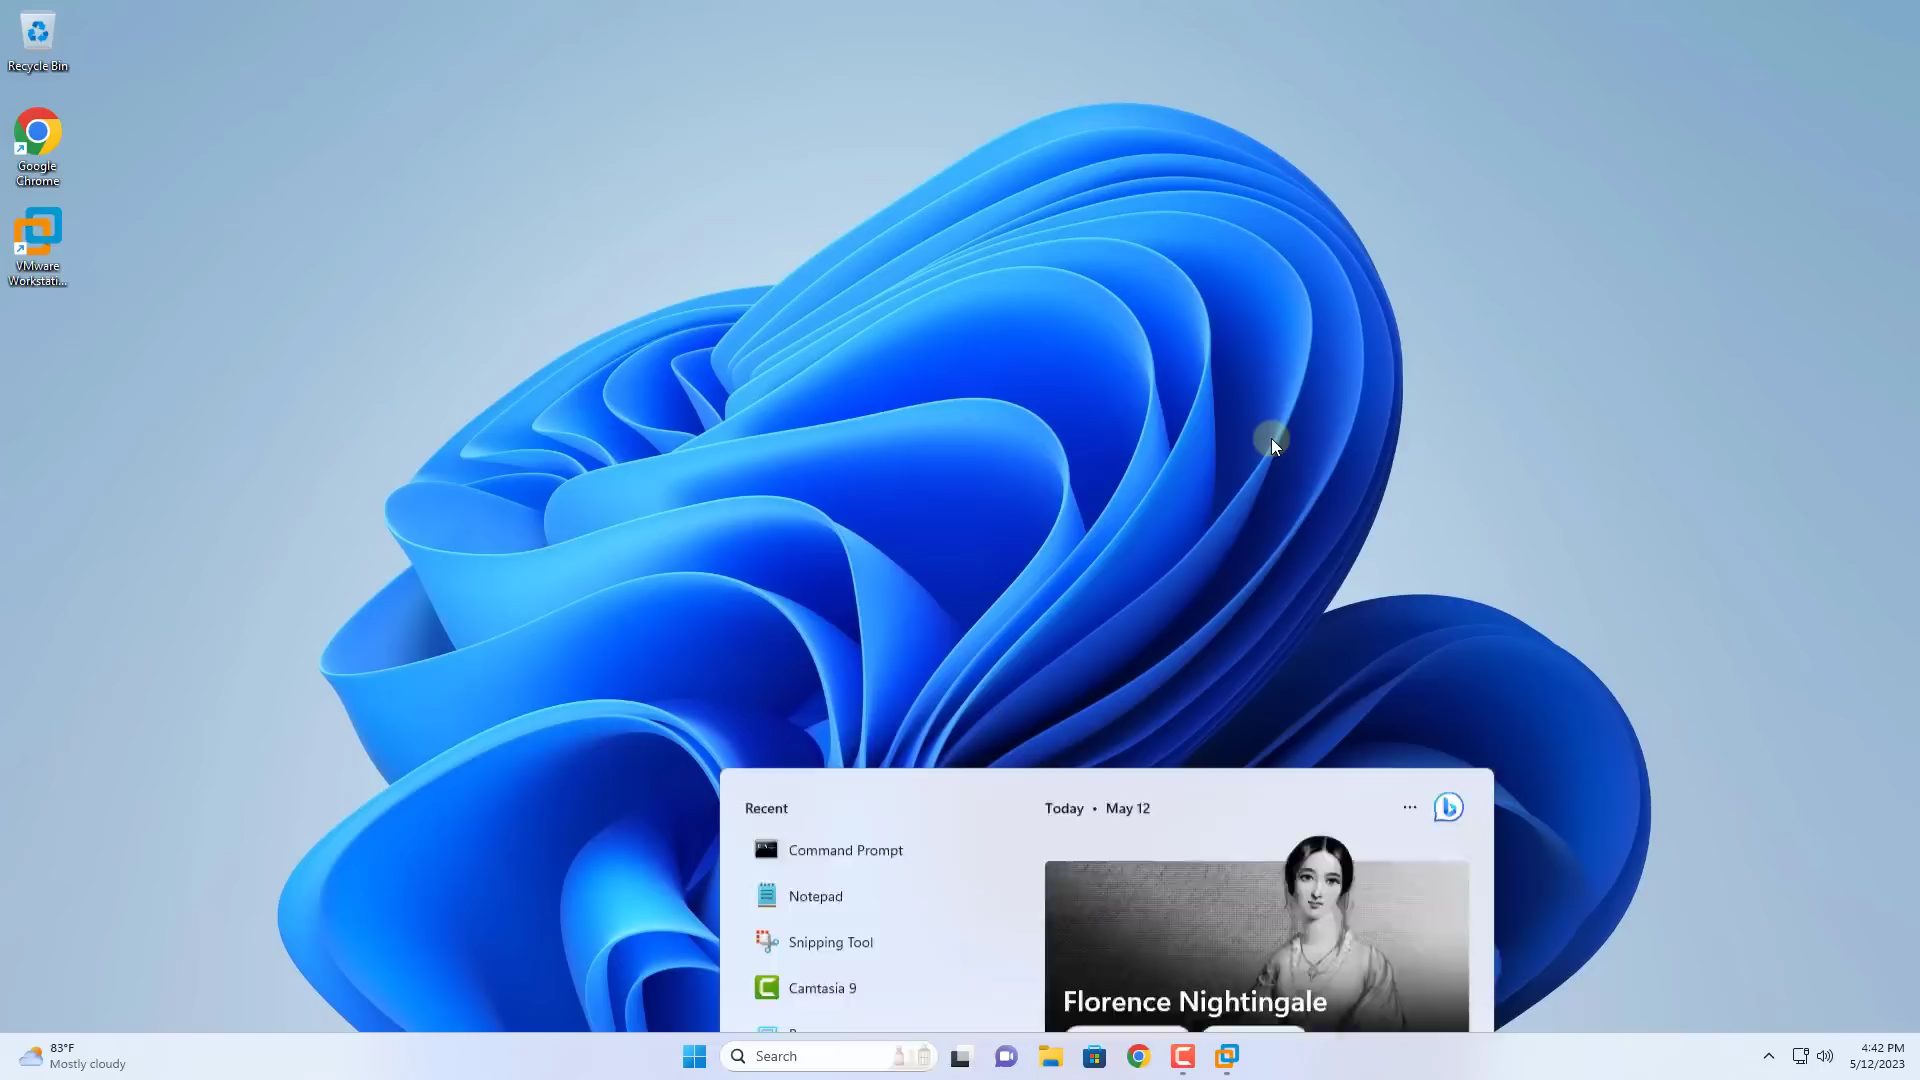 Recycle Bin
Google
Chrome
VMware
Workstati...
Recent
Command Prompt
Notepad
Snipping Tool
Camtasia 9
Today • May 12
Florence Nightingale
83°F
Mostly cloudy
Search
4:42 PM
5/12/2023